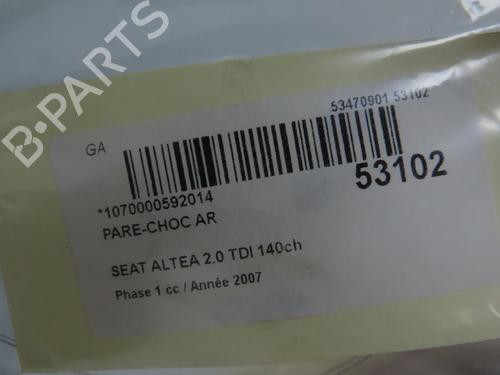 B-PARTS
GA
53470901 53102
*1070000592014
53102
PARE-CHOC AR
SEAT ALTEA 2.0 TDI 140ch
Phase 1 cc / Année 2007